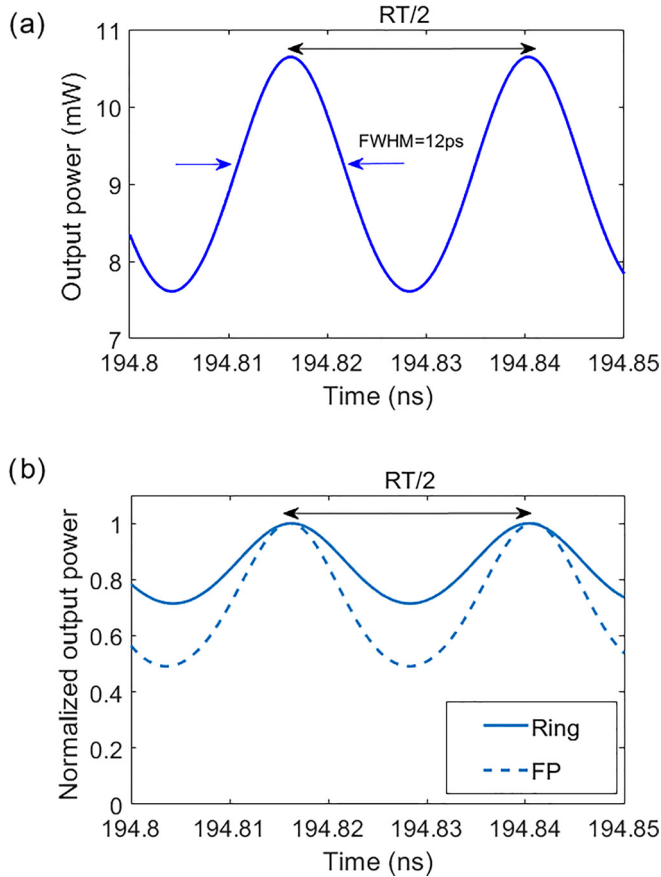 (a)
RT/2
11
10
9
8
7
Output power (mW)
FWHM=12ps
194.8 194.81 194.82 194.83 194.84 194.85
Time (ns)
(b)
RT/2
1
0.8
0.6
0.4
0.2
0
Normalized output power
Ring
FP
194.8 194.81 194.82 194.83 194.84 194.85
Time (ns)